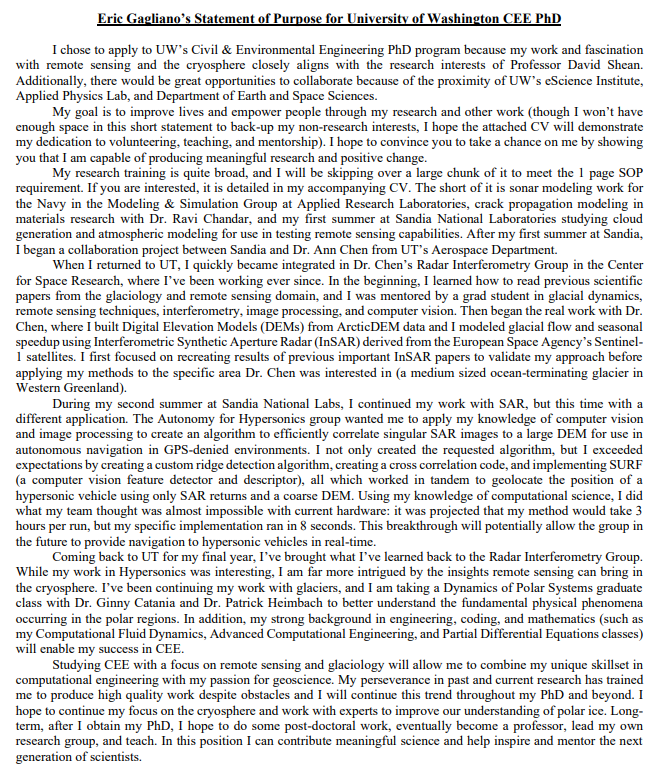 Eric Gagliano's Statement of Purpose for University of Washington CEE PhD
I chose to apply to UW's Civil & Environmental Engineering PhD program because my work and fascination
with remote sensing and the cryosphere closely aligns with the research interests of Professor David Shean.
Additionally, there would be great opportunities to collaborate because of the proximity of UW's eScience Institute,
Applied Physics Lab, and Department of Earth and Space Sciences.
My goal is to improve lives and empower people through my research and other work (though I won't have
enough space in this short statement to back-up my non-research interests, I hope the attached CV will demonstrate
my dedication to volunteering, teaching, and mentorship). I hope to convince you to take a chance on me by showing
you that I am capable of producing meaningful research and positive change.
My research training is quite broad, and I will be skipping over a large chunk of it to meet the 1 page SOP
requirement. If you are interested, it is detailed in my accompanying CV. The short of it is sonar modeling work for
the Navy in the Modeling & Simulation Group at Applied Research Laboratories, crack propagation modeling in
materials research with Dr. Ravi Chandar, and my first summer at Sandia National Laboratories studying cloud
generation and atmospheric modeling for use in testing remote sensing capabilities. After my first summer at Sandia,
I began a collaboration project between Sandia and Dr. Ann Chen from UT's Aerospace Department.
When I returned to UT, I quickly became integrated in Dr. Chen's Radar Interferometry Group in the Center
for Space Research, where I've been working ever since. In the beginning, I learned how to read previous scientific
papers from the glaciology and remote sensing domain, and I was mentored by a grad student in glacial dynamics,
remote sensing techniques, interferometry, image processing, and computer vision. Then began the real work with Dr.
Chen, where I built Digital Elevation Models (DEMs) from ArcticDEM data and I modeled glacial flow and seasonal
speedup using Interferometric Synthetic Aperture Radar (InSAR) derived from the European Space Agency's Sentinel-
1 satellites. I first focused on recreating results of previous important InSAR papers to validate my approach before
applying my methods to the specific area Dr. Chen was interested in (a medium sized ocean-terminating glacier in
Western Greenland).
During my second summer at Sandia National Labs, I continued my work with SAR, but this time with a
different application. The Autonomy for Hypersonics group wanted me to apply my knowledge of computer vision
and image processing to create an algorithm to efficiently correlate singular SAR images to a large DEM for use in
autonomous navigation in GPS-denied environments. I not only created the requested algorithm, but I exceeded
expectations by creating a custom ridge detection algorithm, creating a cross correlation code, and implementing SURF
(a computer vision feature detector and descriptor), all which worked in tandem to geolocate the position of a
hypersonic vehicle using only SAR returns and a coarse DEM. Using my knowledge of computational science, I did
what my team thought was almost impossible with current hardware: it was projected that my method would take 3
hours per run, but my specific implementation ran in 8 seconds. This breakthrough will potentially allow the group in
the future to provide navigation to hypersonic vehicles in real-time.
Coming back to UT for my final year, I've brought what I've learned back to the Radar Interferometry Group.
While my work in Hypersonics was interesting, I am far more intrigued by the insights remote sensing can bring in
the cryosphere. I've been continuing my work with glaciers, and I am taking a Dynamics of Polar Systems graduate
class with Dr. Ginny Catania and Dr. Patrick Heimbach to better understand the fundamental physical phenomena
occurring in the polar regions. In addition, my strong background in engineering, coding, and mathematics (such as
my Computational Fluid Dynamics, Advanced Computational Engineering, and Partial Differential Equations classes)
will enable my success in CEE.
Studying CEE with a focus on remote sensing and glaciology will allow me to combine my unique skillset in
computational engineering with my passion for geoscience. My perseverance in past and current research has trained
me to produce high quality work despite obstacles and I will continue this trend throughout my PhD and beyond. I
hope to continue my focus on the cryosphere and work with experts to improve our understanding of polar ice. Long-
term, after I obtain my PhD, I hope to do some post-doctoral work, eventually become a professor, lead my own
research group, and teach. In this position I can contribute meaningful science and help inspire and mentor the next
generation of scientists.